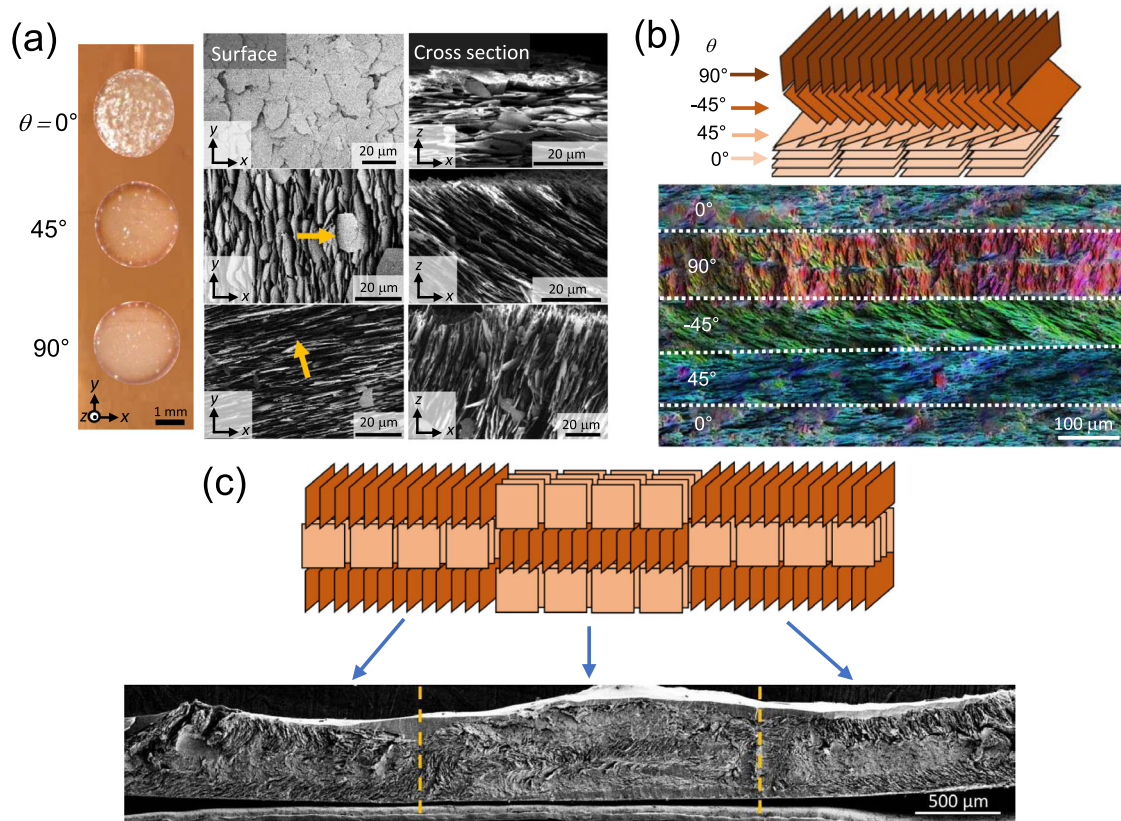 (a)
θ = 0°
45°
90°
y
z
x
1 mm
Surface
Cross section
y
x
20 µm
z
x
20 µm
y
x
20 µm
z
x
20 µm
y
x
20 µm
z
x
20 µm
(b)
θ
90°
-45°
45°
0°
0°
90°
-45°
45°
0°
100 µm
(c)
500 µm